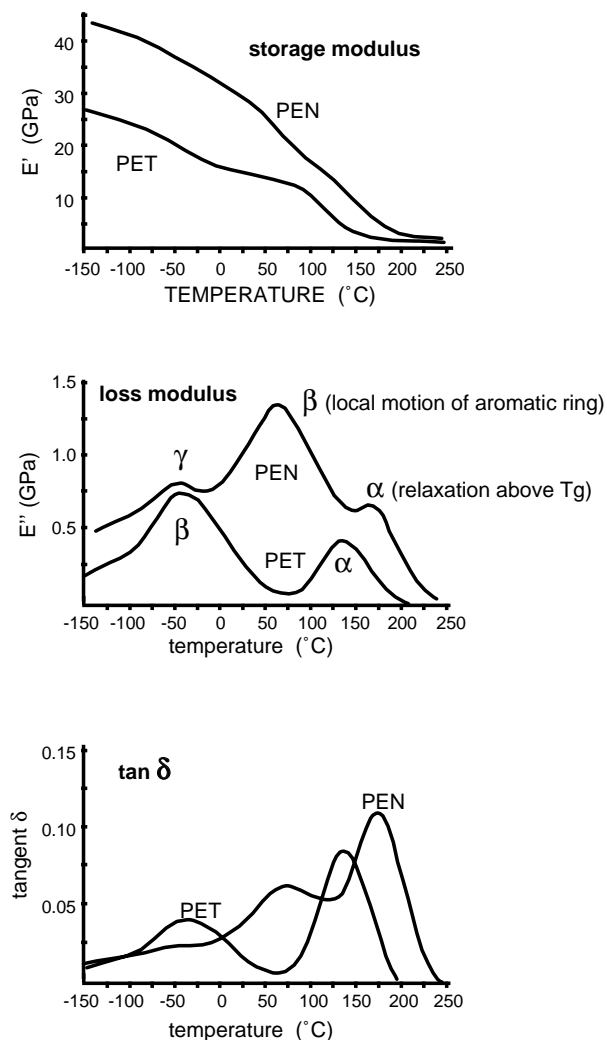 storage modulus
40
30
20
10
E' (GPa)
PEN
PET
-150 -100 -50 0 50 100 150 200 250
TEMPERATURE (˚C)
loss modulus
1.5
1.0
0.5
E'' (GPa)
β (local motion of aromatic ring)
γ
PEN
α (relaxation above Tg)
β
PET
α
-150 -100 -50 0 50 100 150 200 250
temperature (˚C)
tan δ
0.15
0.10
0.05
tangent δ
PEN
PET
-150 -100 -50 0 50 100 150 200 250
temperature (˚C)